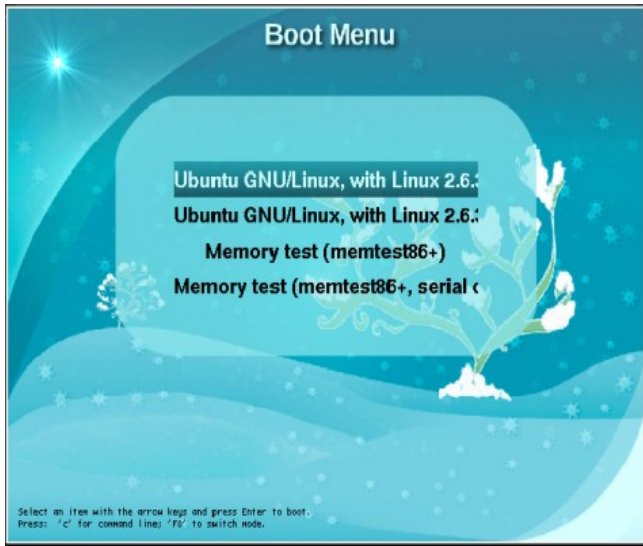 Boot Menu
Ubuntu GNU/Linux, with Linux 2.6.3
Ubuntu GNU/Linux, with Linux 2.6.3
Memory test (memtest86+)
Memory test (memtest86+, serial c
Select an item with the arrow keys and press Enter to boot.
Press: 'c' for command line; 'F8' to switch mode.